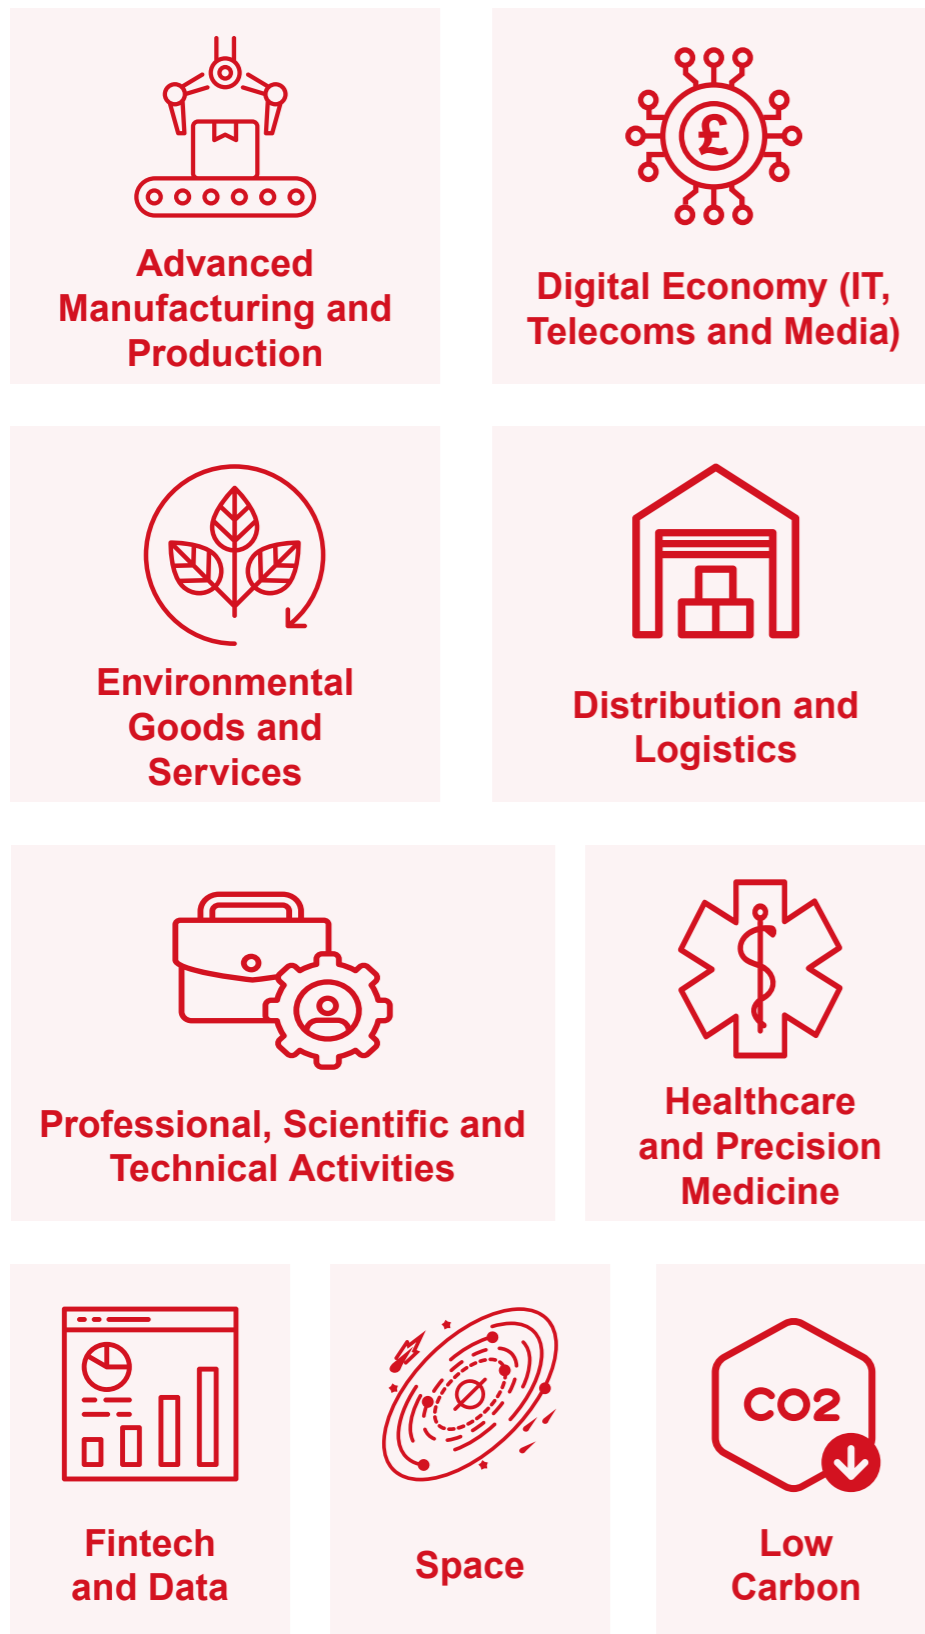 Advanced
Manufacturing and
Production
£
Digital Economy (IT,
Telecoms and Media)
Environmental
Goods and
Services
Distribution and
Logistics
Professional, Scientific and
Technical Activities
Healthcare
and Precision
Medicine
Fintech
and Data
Space
CO2
Low
Carbon